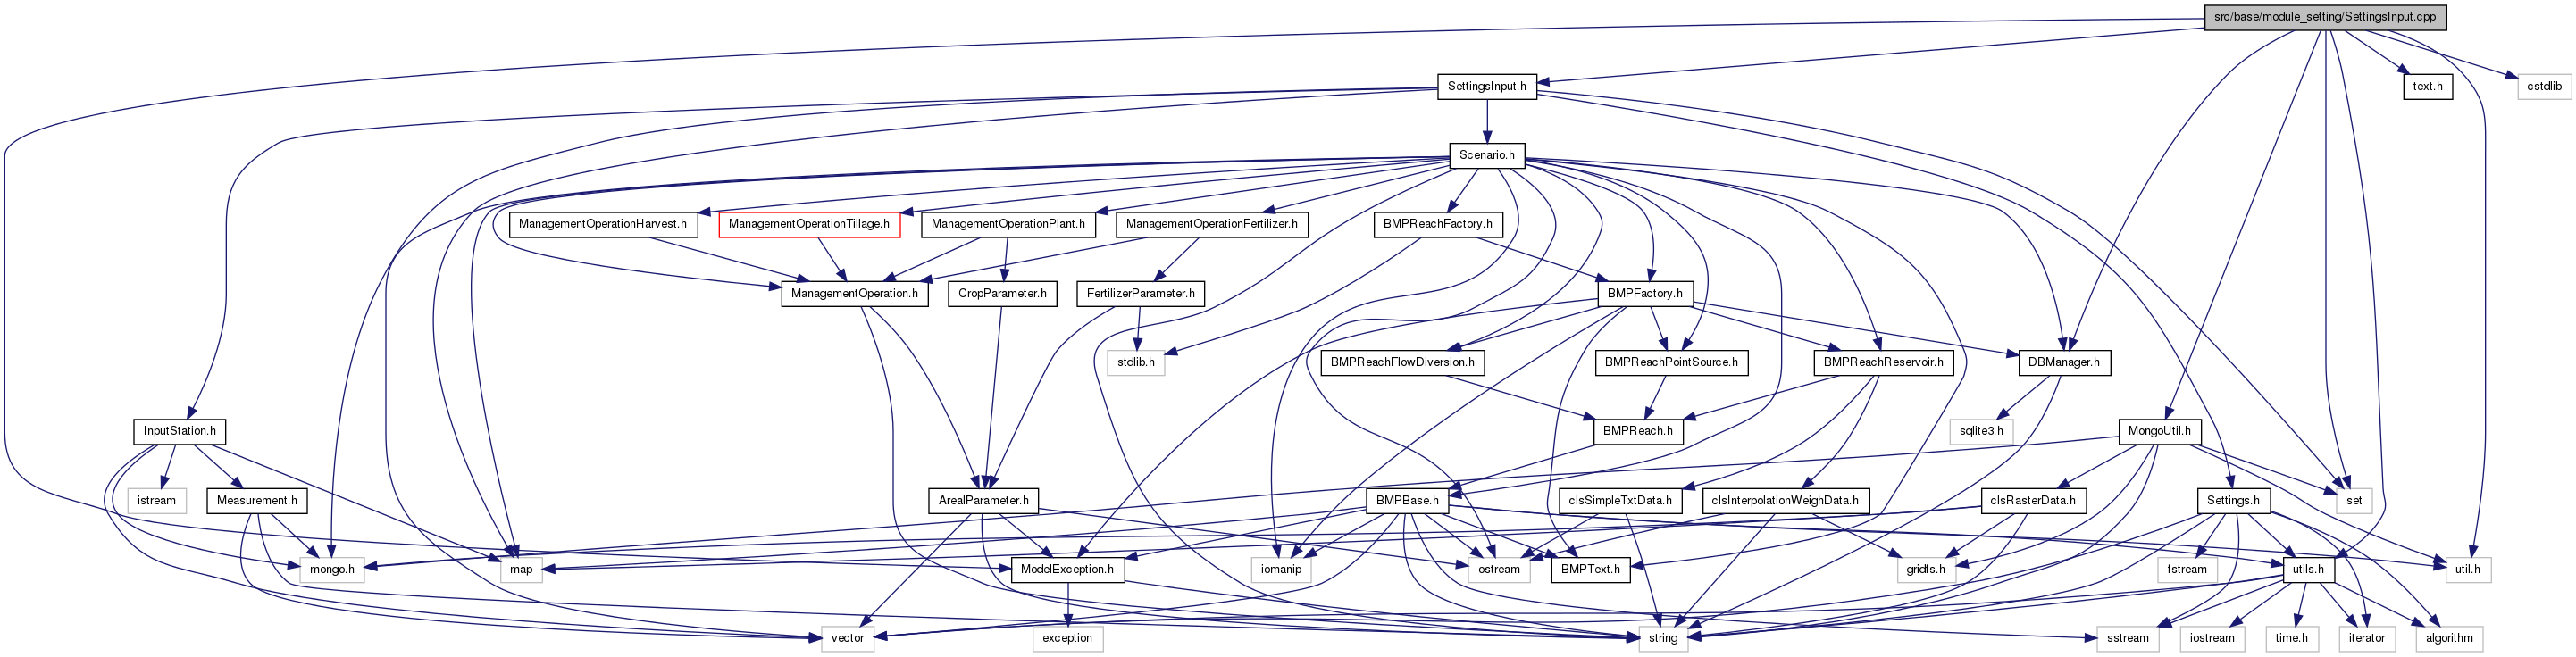 src/base/module_setting/SettingsInput.cpp
SettingsInput.h
text.h
cstdlib
Scenario.h
ManagementOperationHarvest.h
ManagementOperationTillage.h
ManagementOperationPlant.h
ManagementOperationFertilizer.h
BMPReachFactory.h
ManagementOperation.h
CropParameter.h
FertilizerParameter.h
BMPFactory.h
stdlib.h
BMPReachFlowDiversion.h
BMPReachPointSource.h
BMPReachReservoir.h
DBManager.h
InputStation.h
BMPReach.h
sqlite3.h
MongoUtil.h
istream
Measurement.h
ArealParameter.h
BMPBase.h
clsSimpleTxtData.h
clsInterpolationWeighData.h
clsRasterData.h
Settings.h
set
mongo.h
map
ModelException.h
iomanip
ostream
BMPText.h
gridfs.h
fstream
utils.h
util.h
vector
exception
string
sstream
iostream
time.h
iterator
algorithm